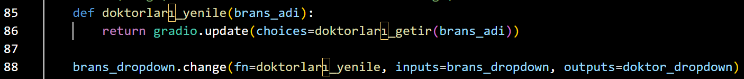 85 def doktorları_yenile(brans_adi):
86 return gradio.update(choices=doktorları_getir(brans_adi))
87
88 brans_dropdown.change(fn=doktorları_yenile, inputs=brans_dropdown, outputs=doktor_dropdown)